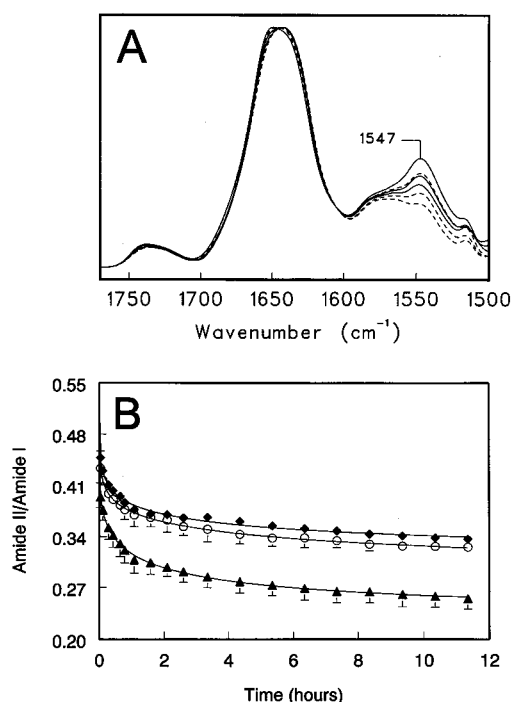 A
1547
1750 1700 1650 1600 1550 1500
Wavenumber (cm⁻¹)
0.55
B
0.48
0.41
0.34
0.27
0.20
Amide II/Amide I
0 2 4 6 8 10 12
Time (hours)